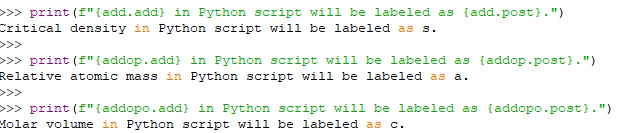 >>> print(f"{add.add} in Python script will be labeled as {add.post}.")
Critical density in Python script will be labeled as s.
>>>
>>> print(f"{addop.add} in Python script will be labeled as {addop.post}.")
Relative atomic mass in Python script will be labeled as a.
>>>
>>> print(f"{addopo.add} in Python script will be labeled as {addopo.post}.")
Molar volume in Python script will be labeled as c.